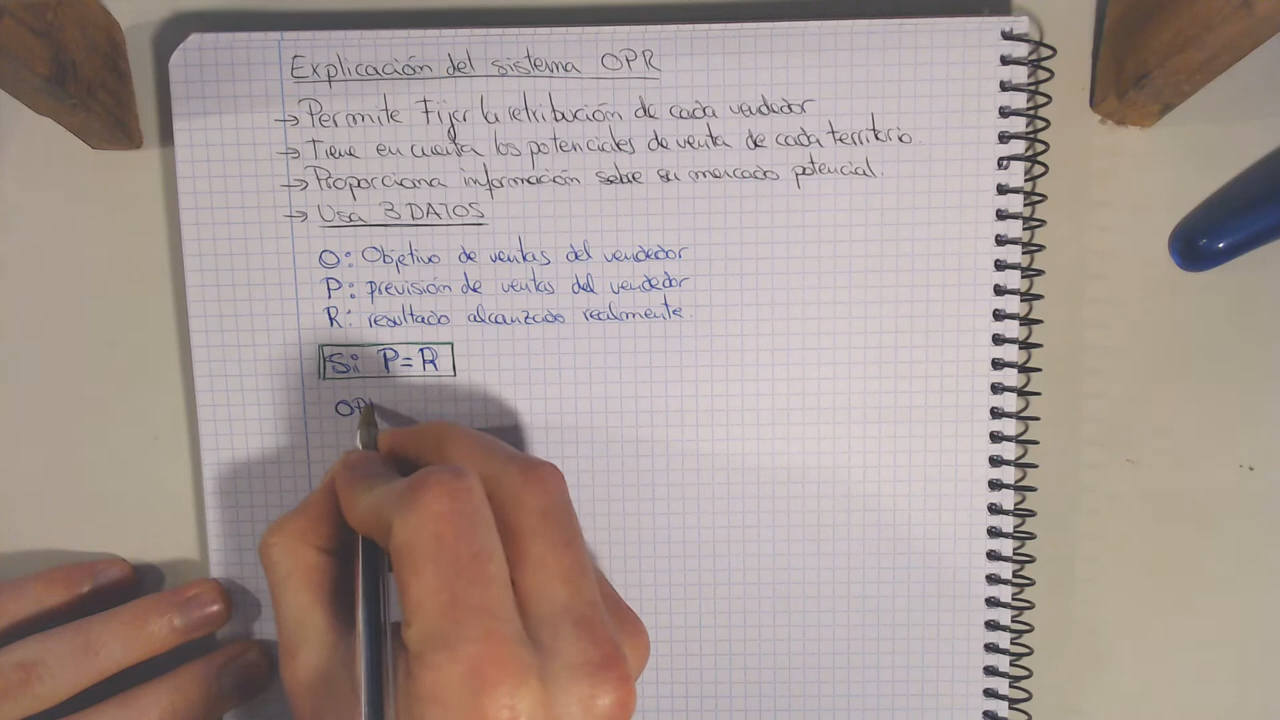 Explicación del sistema OPR
→ Permite Fijar la retribución de cada vendedor
→ Tiene en cuenta los potenciales de venta de cada territorio.
→ Proporciona información sobre su mercado potencial.
→ Usa 3 DATOS
O: Objetivo de ventas del vendedor
P: previsión de ventas del vendedor
R: resultado alcanzado realmente.
Si P=R
OP